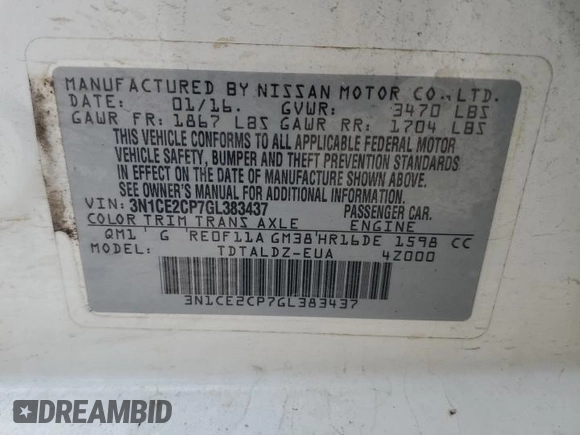 MANUFACTURED BY NISSAN MOTOR CO., LTD.
DATE: 01/16. GVWR: 3470 LBS
GAWR FR: 1867 LBS GAWR RR: 1704 LBS
THIS VEHICLE CONFORMS TO ALL APPLICABLE FEDERAL MOTOR
VEHICLE SAFETY, BUMPER AND THEFT PREVENTION STANDARDS
IN EFFECT ON THE DATE OF MANUFACTURE SHOWN ABOVE.
SEE OWNER'S MANUAL FOR ADDITIONAL INFORMATION.
VIN: 3N1CE2CP7GL383437 PASSENGER CAR.
COLOR TRIM TRANS AXLE ENGINE
QM1 ' G 'RE0F11A GM38'HR16DE 1598 CC
MODEL: TDTALDZ-EUA 4Z000
3N1CE2CP7GL383437
DREAMBID